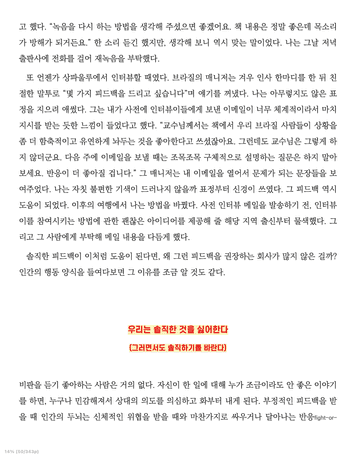 고 했다. “녹음을 다시 하는 방법을 생각해 주셨으면 좋겠어요. 책 내용은 정말 좋은데 목소리
가 방해가 되거든요.” 한 소리 듣긴 했지만, 생각해 보니 역시 맞는 말이었다. 나는 그날 저녁
출판사에 전화를 걸어 재녹음을 부탁했다.
또 언젠가 상파울루에서 인터뷰할 때였다. 브라질의 매니저는 겨우 인사 한마디를 한 뒤 친
절한 말투로 “몇 가지 피드백을 드리고 싶습니다”며 얘기를 꺼냈다. 나는 아무렇지도 않은 표
정을 지으려 애썼다. 그는 내가 사전에 인터뷰이들에게 보낸 이메일이 너무 체계적이라서 마치
지시를 받는 듯한 느낌이 들었다고 했다. “교수님께서는 책에서 우리 브라질 사람들이 상황을
좀 더 함축적이고 유연하게 놔두는 것을 좋아한다고 쓰셨잖아요. 그런데도 교수님은 그렇게 하
지 않더군요. 다음 주에 이메일을 보낼 때는 조목조목 구체적으로 설명하는 질문은 하지 말아
보세요. 반응이 더 좋아질 겁니다.” 그 매니저는 내 이메일을 열어서 문제가 되는 문장들을 보
여주었다. 나는 자칫 불편한 기색이 드러나지 않을까 표정부터 신경이 쓰였다. 그 피드백 역시
도움이 되었다. 이후의 여행에서 나는 방법을 바꿨다. 사전 인터뷰 메일을 발송하기 전, 인터뷰
이를 참여시키는 방법에 관한 괜찮은 아이디어를 제공해 줄 해당 지역 출신부터 물색했다. 그
리고 그 사람에게 부탁해 메일 내용을 다듬게 했다.
솔직한 피드백이 이처럼 도움이 된다면, 왜 그런 피드백을 권장하는 회사가 많지 않은 걸까?
인간의 행동 양식을 들여다보면 그 이유를 조금 알 것도 같다.
우리는 솔직한 것을 싫어한다
(그러면서도 솔직하기를 바란다)
비판을 듣기 좋아하는 사람은 거의 없다. 자신이 한 일에 대해 누가 조금이라도 안 좋은 이야기
를 하면, 누구나 민감해져서 상대의 의도를 의심하고 화부터 내게 된다. 부정적인 피드백을 받
을 때 인간의 두뇌는 신체적인 위협을 받을 때와 마찬가지로 싸우거나 달아나는 반응fight-or-